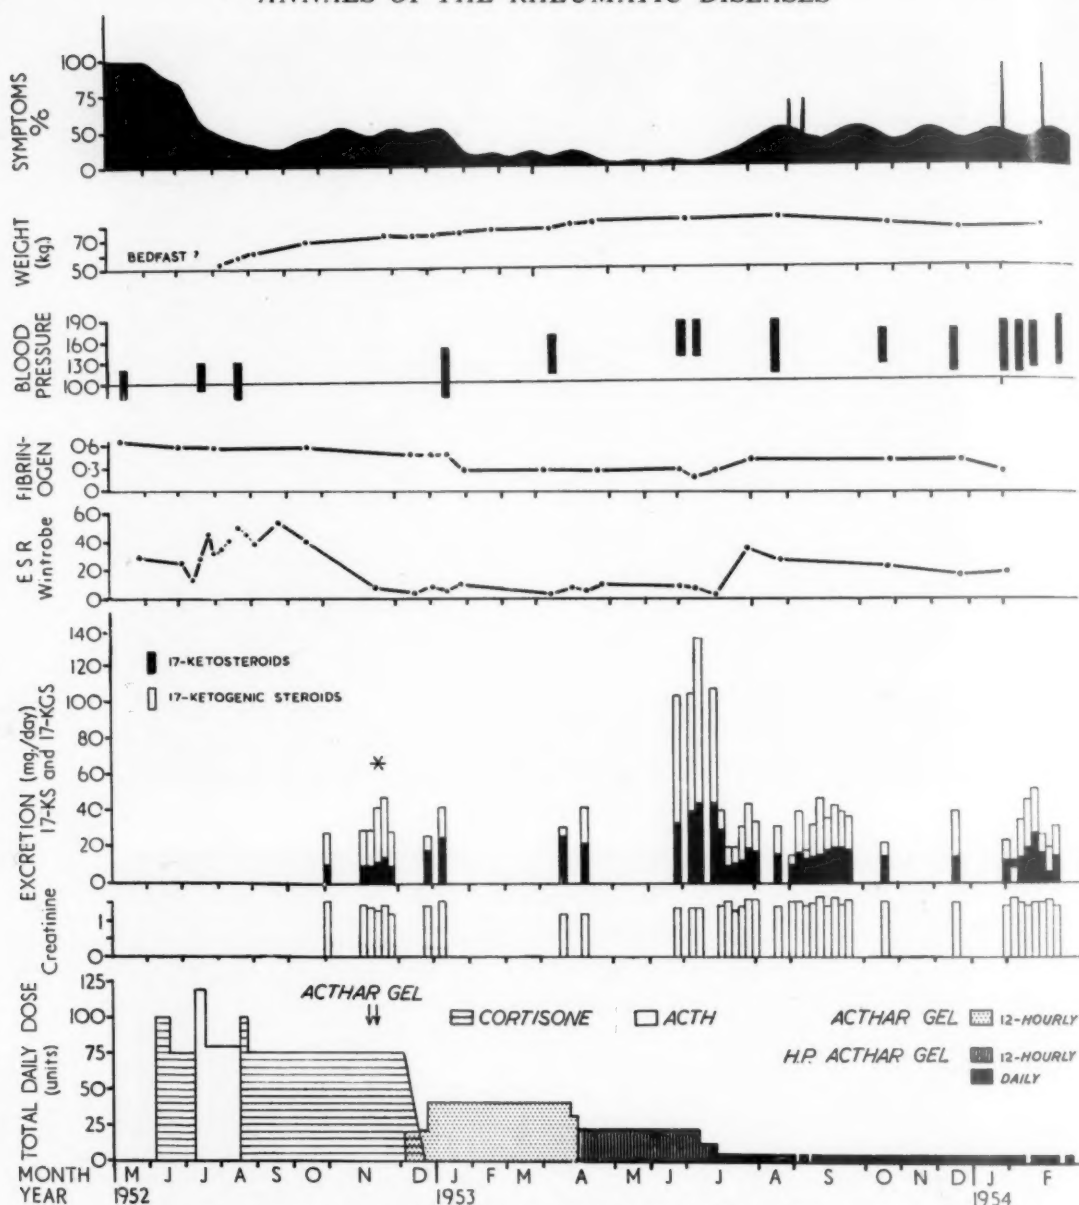 ANNALS OF THE RHEUMATIC DISEASES
SYMPTOMS %
100
75
50
0
WEIGHT (kg.)
70
50
BEDFAST ?
BLOOD PRESSURE
190
160
130
100
FIBRIN-OGEN
0·6
0·3
0
ESR Wintrobe
60
40
20
0
EXCRETION (mg./day) 17-KS and 17-KGS
140
120
100
80
60
40
20
0
17-KETOSTEROIDS
17-KETOGENIC STEROIDS
*
Creatinine
1
0
TOTAL DAILY DOSE (units)
125
100
75
50
25
0
ACTHAR GEL
CORTISONE
ACTH
ACTHAR GEL 12-HOURLY
H.P. ACTHAR GEL 12-HOURLY
DAILY
MONTH M J J A S O N D J F M A M J J A S O N D J F
YEAR 1952 1953 1954